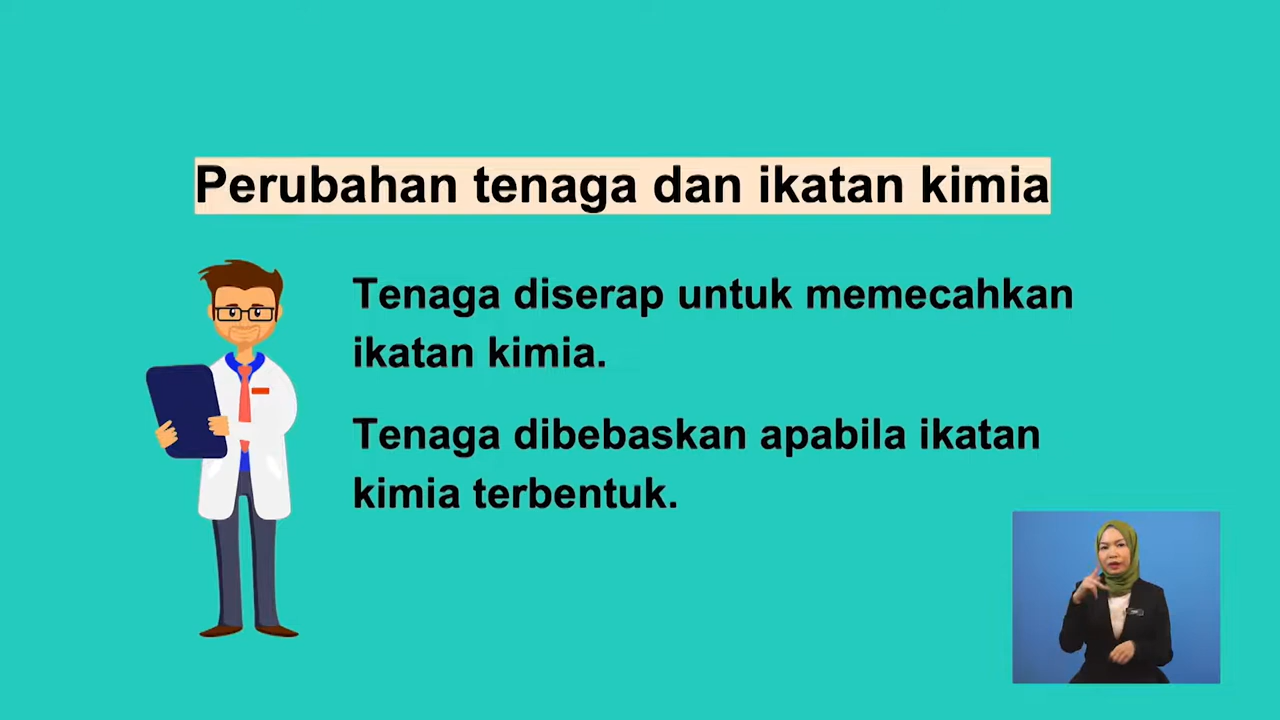 Perubahan tenaga dan ikatan kimia
Tenaga diserap untuk memecahkan
ikatan kimia.
Tenaga dibebaskan apabila ikatan
kimia terbentuk.